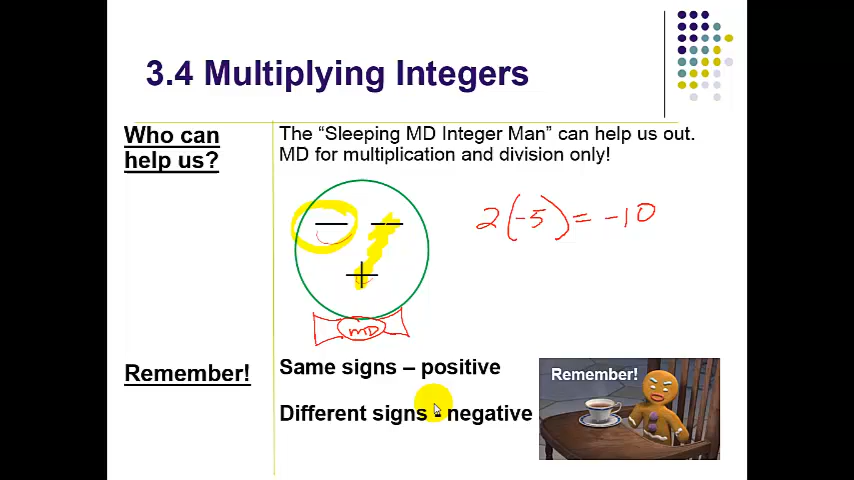 3.4 Multiplying Integers
Who can
help us?
The “Sleeping MD Integer Man” can help us out.
MD for multiplication and division only!
— —
+
2(-5) = -10
MD
Remember!
Same signs – positive
Different signs - negative
Remember!